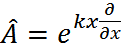 Â = e^{kx ∂/∂x}